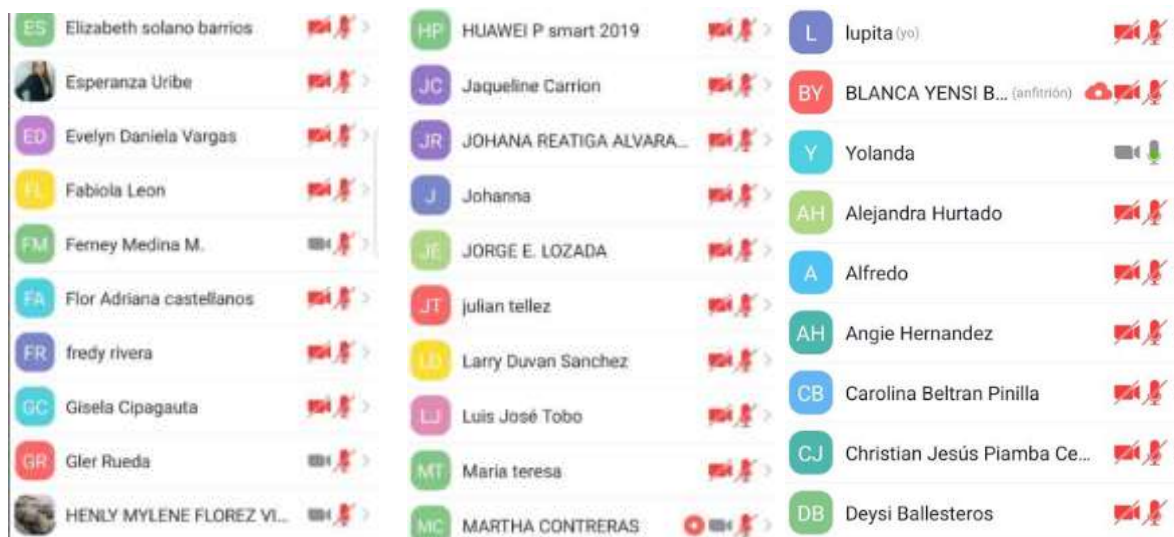 ES Elizabeth solano barrios
Esperanza Uribe
ED Evelyn Daniela Vargas
FL Fabiola Leon
FM Ferney Medina M.
FA Flor Adriana castellanos
FR fredy rivera
GC Gisela Cipagauta
GR Gler Rueda
HENLY MYLENE FLOREZ VI...
HP HUAWEI P smart 2019
JC Jaqueline Carrion
JR JOHANA REATIGA ALVARA...
J Johanna
JE JORGE E. LOZADA
JT julian tellez
LD Larry Duvan Sanchez
LJ Luis José Tobo
MT Maria teresa
MC MARTHA CONTRERAS
L lupita (yo)
BY BLANCA YENSI B... (anfitrión)
Y Yolanda
AH Alejandra Hurtado
A Alfredo
AH Angie Hernandez
CB Carolina Beltran Pinilla
CJ Christian Jesús Piamba Ce...
DB Deysi Ballesteros